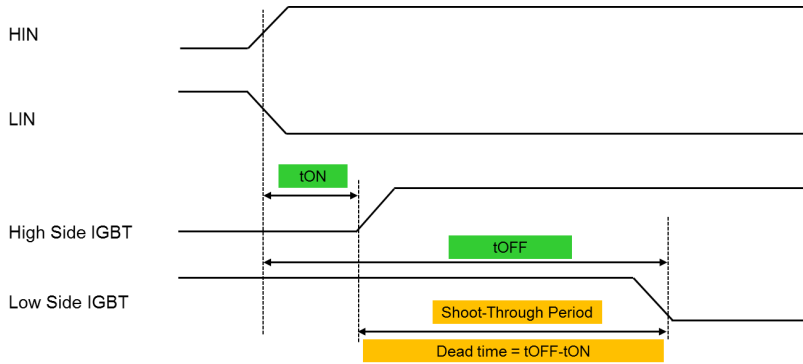 HIN
LIN
tON
High Side IGBT
tOFF
Low Side IGBT
Shoot-Through Period
Dead time = tOFF-tON